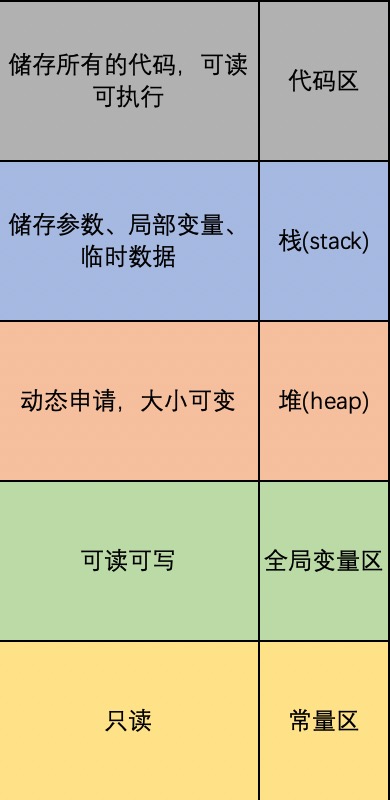 储存所有的代码，可读
可执行
代码区
储存参数、局部变量、
临时数据
栈(stack)
动态申请，大小可变
堆(heap)
可读可写
全局变量区
只读
常量区